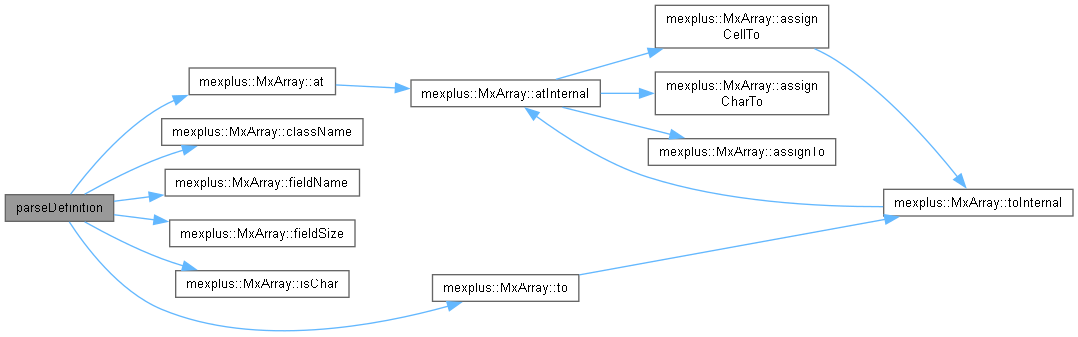 mexplus::MxArray::assign
CellTo
mexplus::MxArray::at
mexplus::MxArray::atInternal
mexplus::MxArray::assign
CharTo
mexplus::MxArray::className
mexplus::MxArray::assignTo
mexplus::MxArray::fieldName
parseDefinition
mexplus::MxArray::toInternal
mexplus::MxArray::fieldSize
mexplus::MxArray::isChar
mexplus::MxArray::to